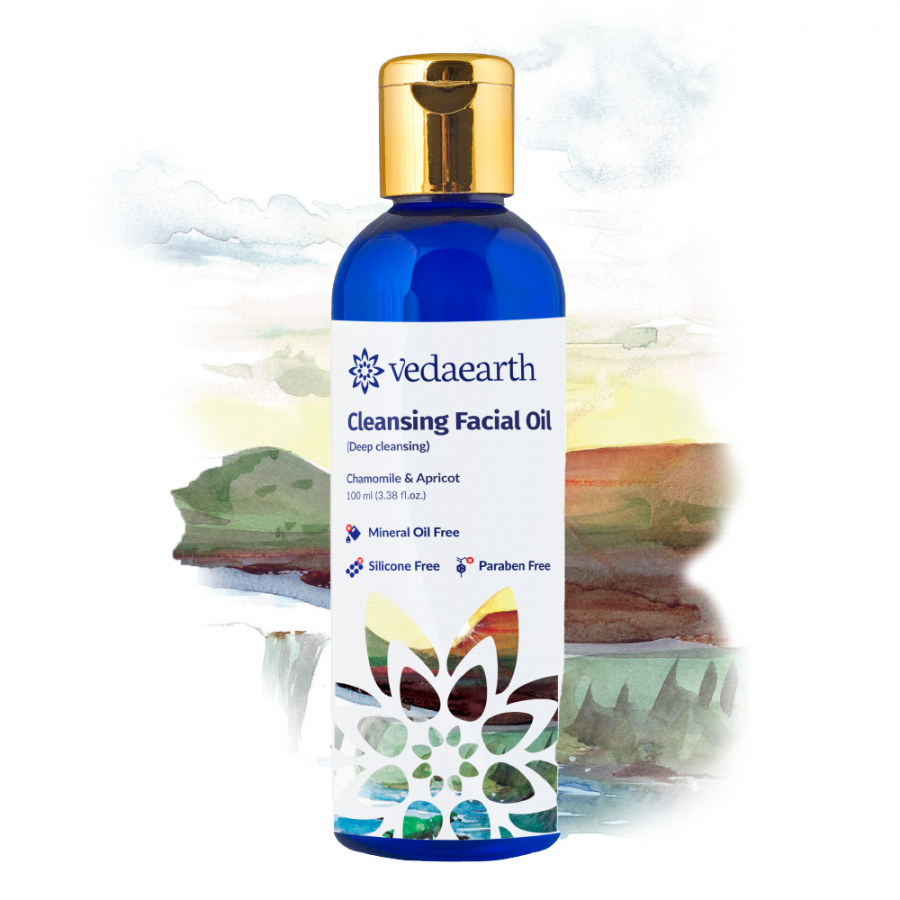 vedaearth
Cleansing Facial Oil
(Deep cleansing)
Chamomile & Apricot
100 ml (3.38 fl.oz.)
Mineral Oil Free
Silicone Free Paraben Free